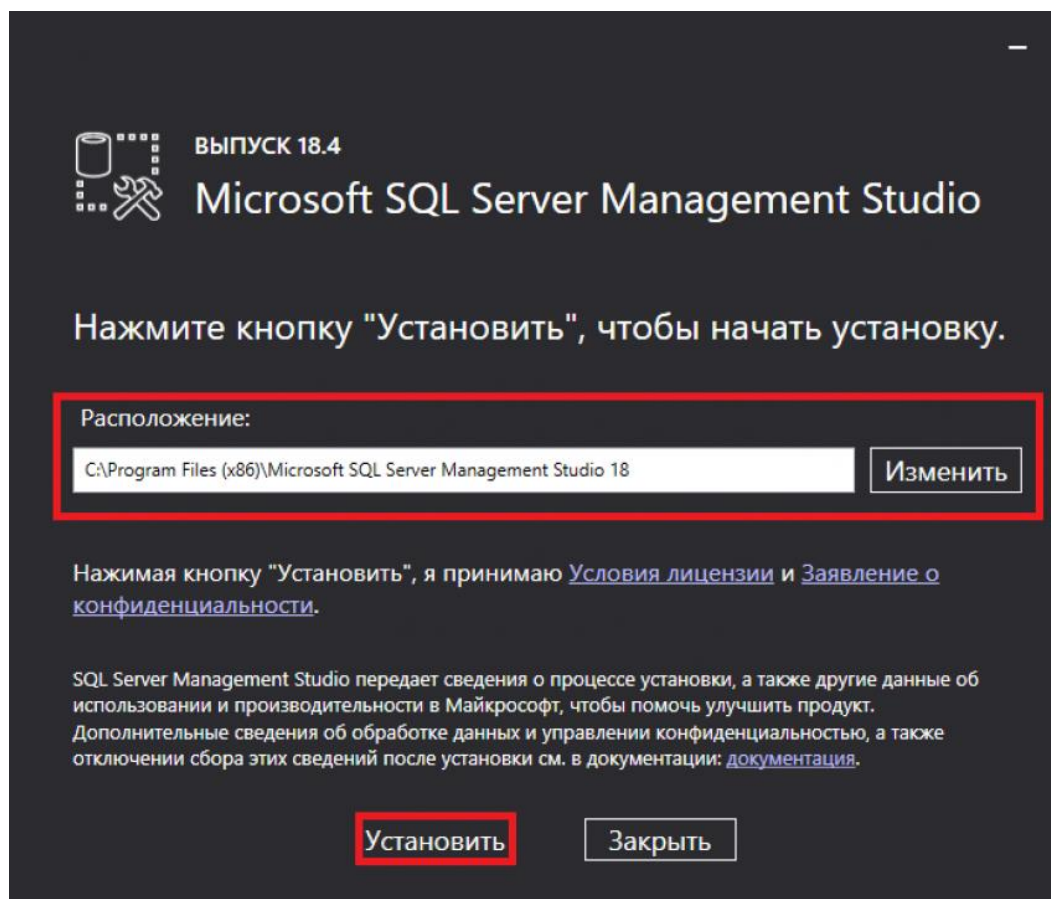 ВЫПУСК 18.4
Microsoft SQL Server Management Studio
Нажмите кнопку "Установить", чтобы начать установку.
Расположение:
C:\Program Files (x86)\Microsoft SQL Server Management Studio 18
Изменить
Нажимая кнопку "Установить", я принимаю Условия лицензии и Заявление о
конфиденциальности.
SQL Server Management Studio передает сведения о процессе установки, а также другие данные об
использовании и производительности в Майкрософт, чтобы помочь улучшить продукт.
Дополнительные сведения об обработке данных и управлении конфиденциальностью, а также
отключении сбора этих сведений после установки см. в документации: документация.
Установить
Закрыть